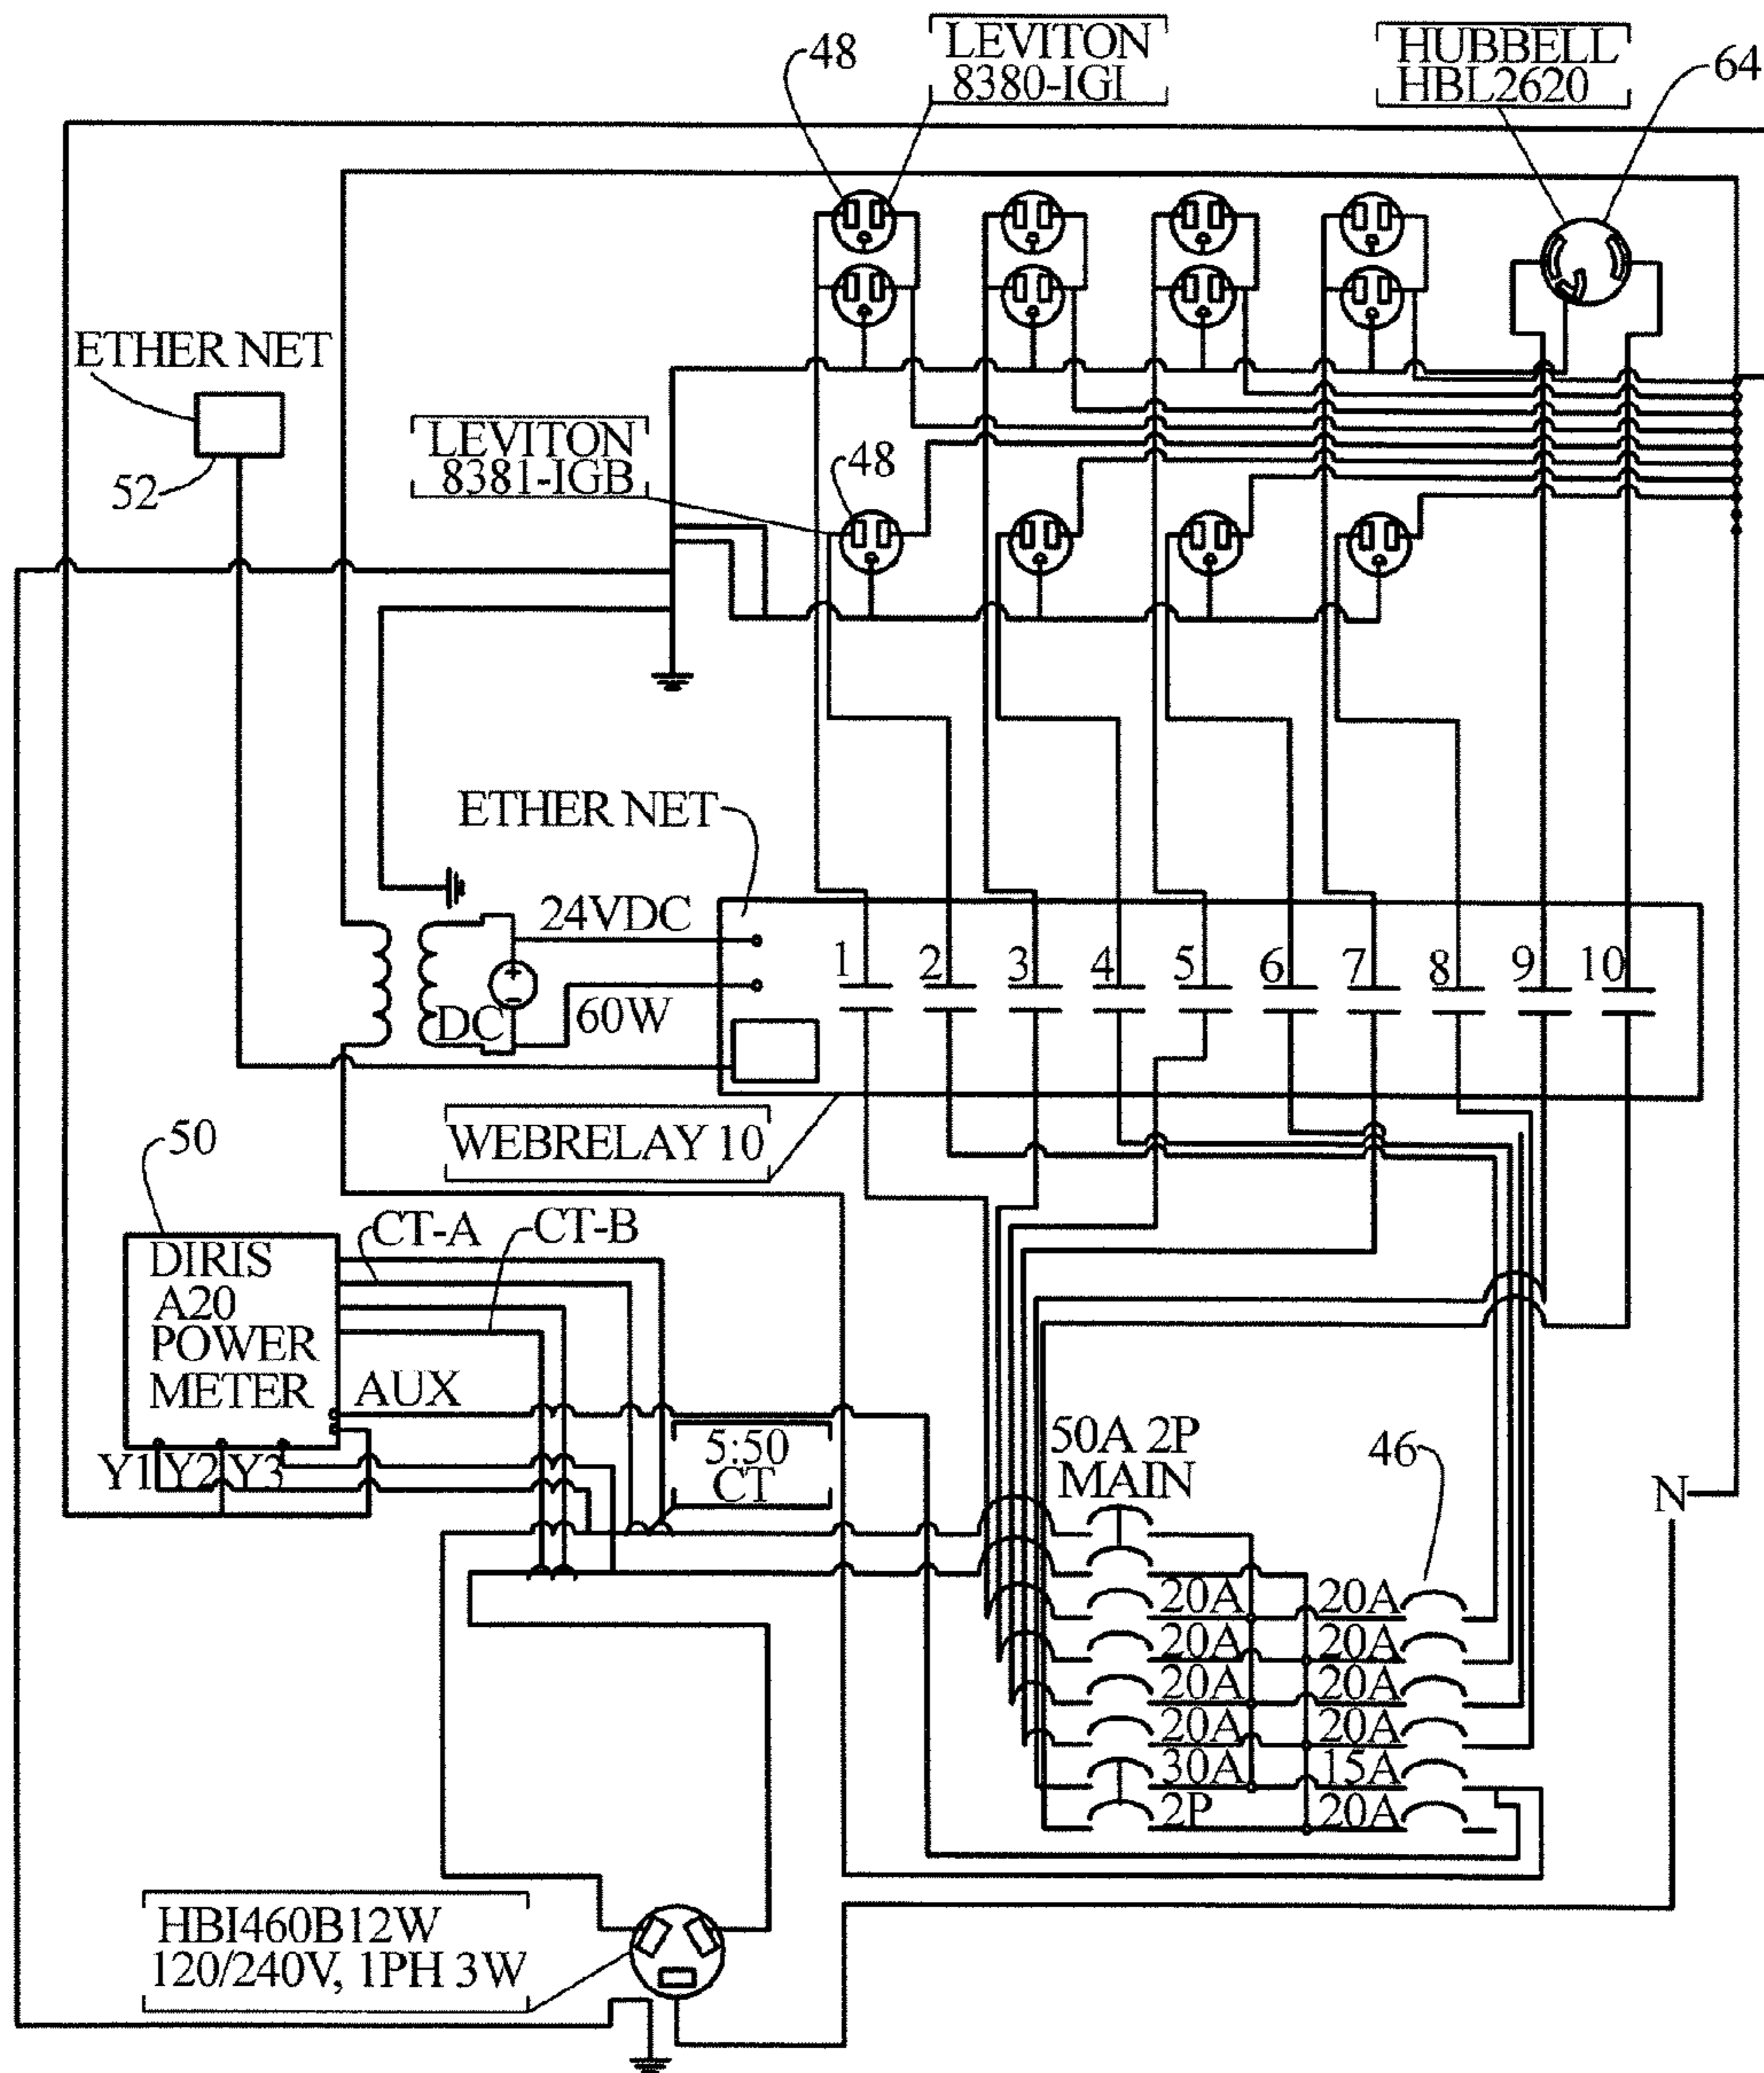 48
LEVITON
8380-IGI
HUBBELL
HBL2620
64
ETHER NET
52
LEVITON
8381-IGB
48
ETHER NET
24VDC
DC
60W
1 2 3 4 5 6 7 8 9 10
WEBRELAY 10
50
CT-A
CT-B
DIRIS
A20
POWER
METER
AUX
Y1 Y2 Y3
5:50
CT
50A 2P
MAIN
46
N
20A 20A
20A 20A
20A 20A
20A 20A
30A 15A
2P 20A
HBI460B12W
120/240V, 1PH 3W